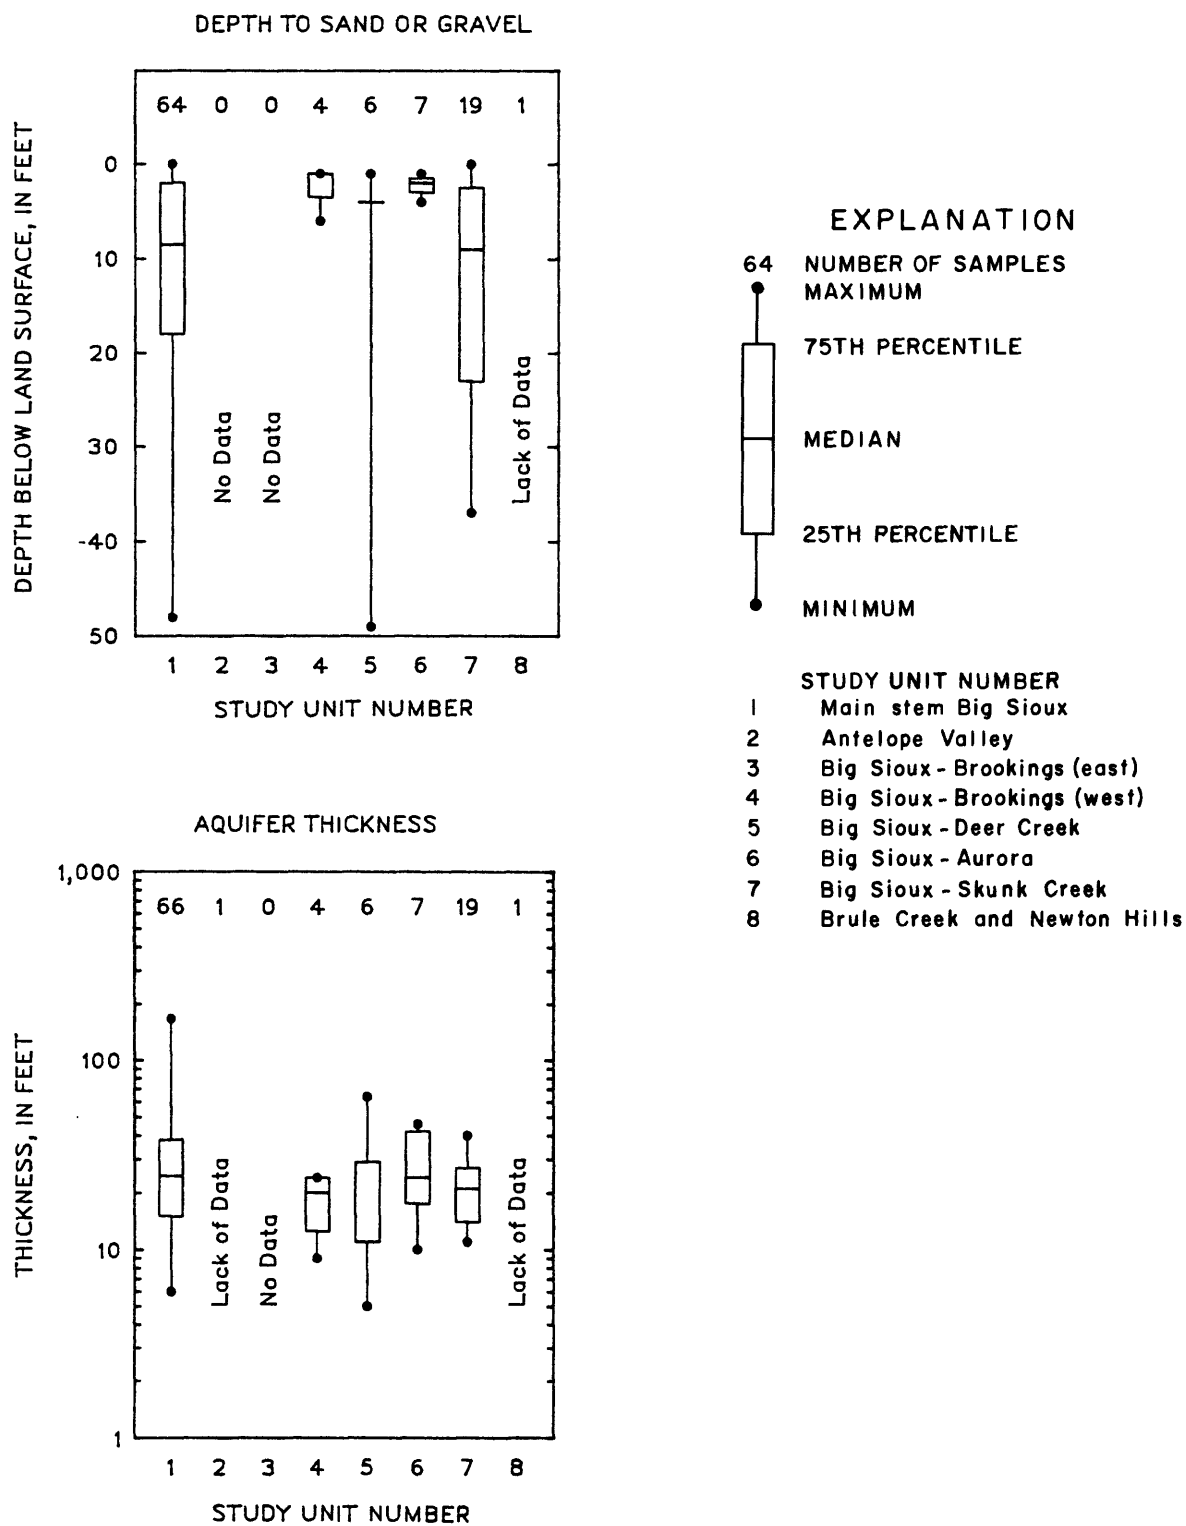 DEPTH TO SAND OR GRAVEL
64 0 0 4 6 7 19 1
DEPTH BELOW LAND SURFACE, IN FEET
0
10
20
30
-40
50
No Data
No Data
Lack of Data
1 2 3 4 5 6 7 8
STUDY UNIT NUMBER
AQUIFER THICKNESS
66 1 0 4 6 7 19 1
THICKNESS, IN FEET
1,000
100
10
1
Lack of Data
No Data
Lack of Data
1 2 3 4 5 6 7 8
STUDY UNIT NUMBER
EXPLANATION
64 NUMBER OF SAMPLES
MAXIMUM
75TH PERCENTILE
MEDIAN
25TH PERCENTILE
MINIMUM
STUDY UNIT NUMBER
1 Main stem Big Sioux
2 Antelope Valley
3 Big Sioux-Brookings (east)
4 Big Sioux-Brookings (west)
5 Big Sioux-Deer Creek
6 Big Sioux-Aurora
7 Big Sioux-Skunk Creek
8 Brule Creek and Newton Hills